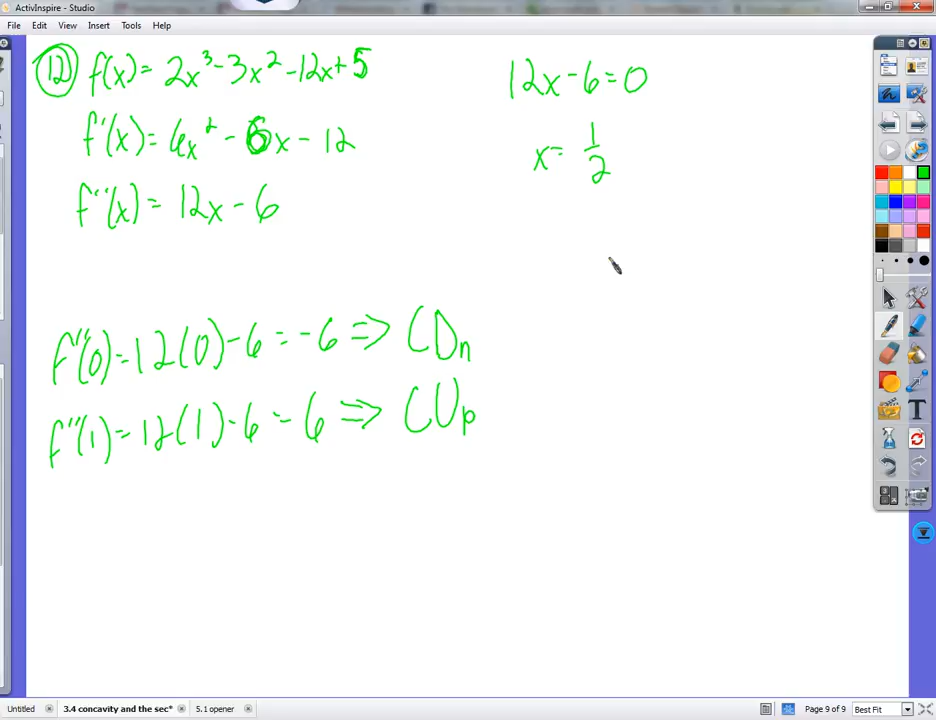 ActivInspire - Studio
File Edit View Insert Tools Help
12 f(x) = 2x³ - 3x² - 12x + 5
f'(x) = 6x² - 6x - 12
f''(x) = 12x - 6
12x - 6 = 0
x = 1/2
f''(0) = 12(0) - 6 = -6 => CDn
f''(1) = 12(1) - 6 = 6 => CUp
Untitled 3.4 concavity and the sec* 5.1 opener Page 9 of 9 Best Fit